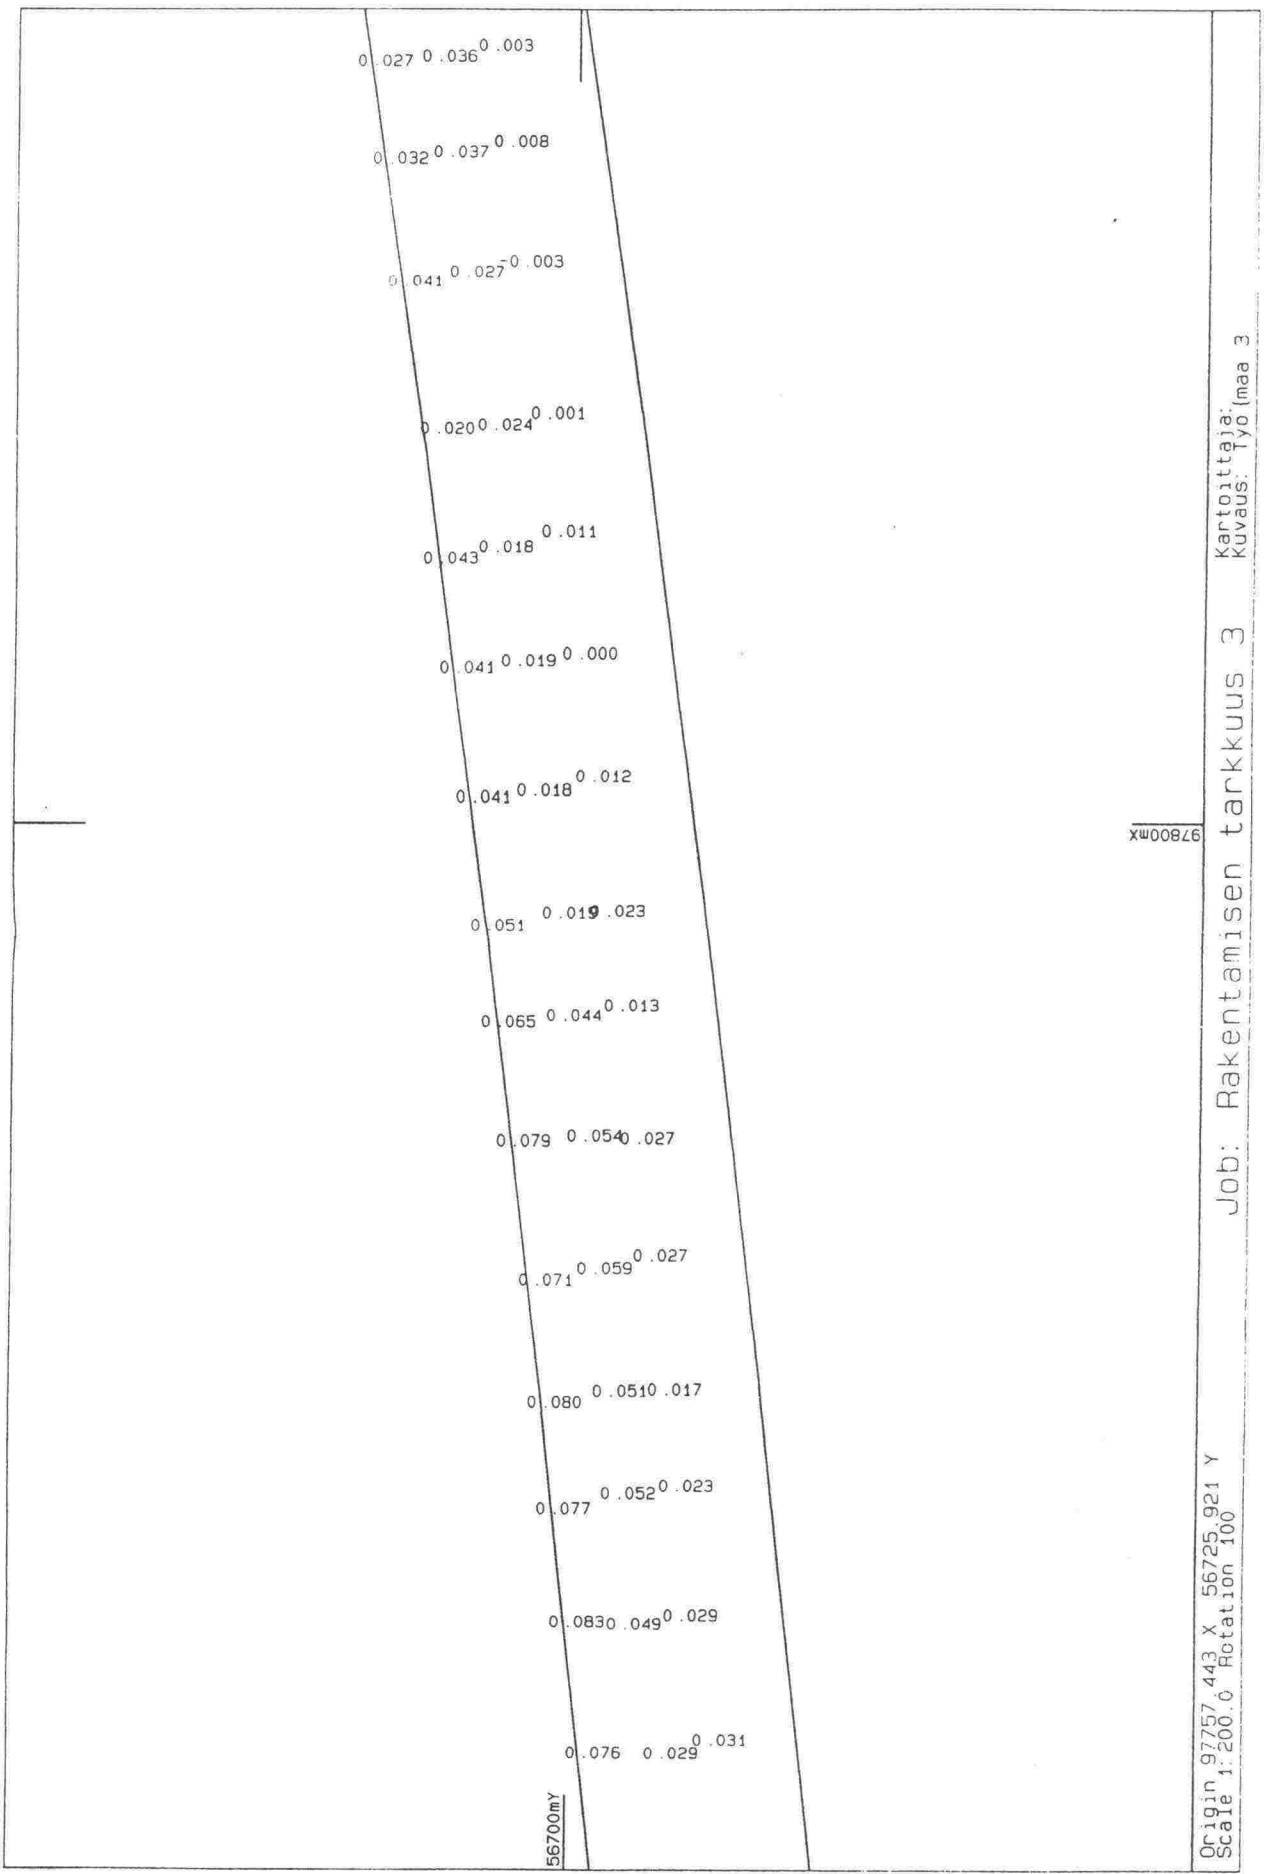 0.027 0.036 0.003
0.032 0.037 0.008
0.041 0.027 -0.003
0.020 0.024 0.001
0.043 0.018 0.011
0.041 0.019 0.000
0.041 0.018 0.012
0.051 0.019 0.023
0.065 0.044 0.013
0.079 0.054 0.027
0.071 0.059 0.027
0.080 0.051 0.017
0.077 0.052 0.023
0.083 0.049 0.029
0.076 0.029 0.031
56700mY
97800mX
Origin 97757.443 X 56725.921 Y
Scale 1:200.0 Rotation 100
Job: Rakentamisen tarkkuus 3
Kartoittaja:
Kuvaus: Tyo(maa 3